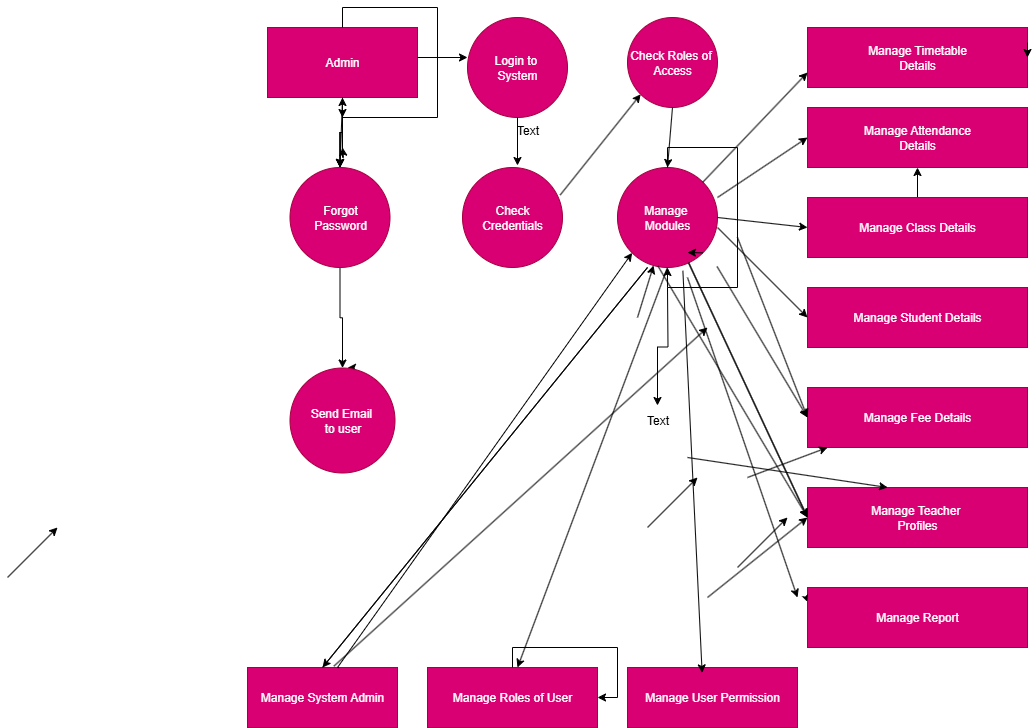 Admin
Login to
System
Check Roles of
Access
Manage Timetable
Details
Text
Manage Attendance
Details
Forgot
Password
Check
Credentials
Manage
Modules
Manage Class Details
Manage Student Details
Send Email
to user
Text
Manage Fee Details
Manage Teacher
Profiles
Manage Report
Manage System Admin
Manage Roles of User
Manage User Permission